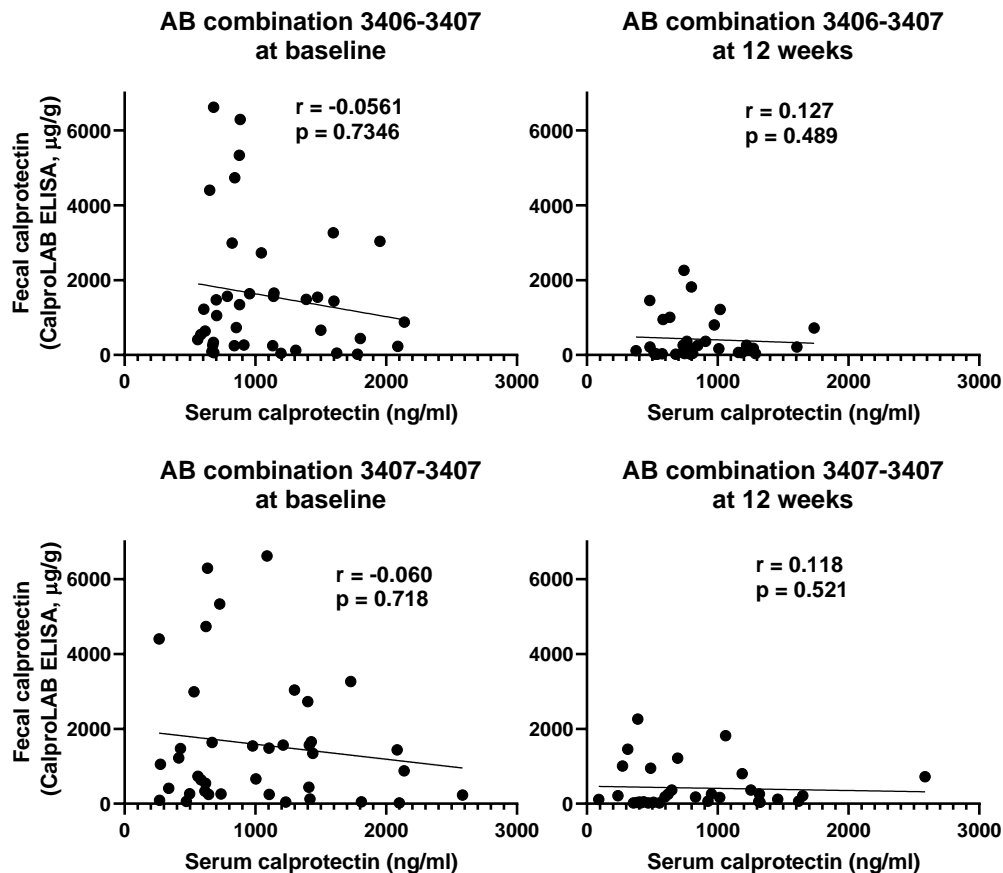 AB combination 3406-3407
at baseline
r = -0.0561
p = 0.7346
Fecal calprotectin
(CalproLAB ELISA, µg/g)
6000
4000
2000
0
0 1000 2000 3000
Serum calprotectin (ng/ml)
AB combination 3406-3407
at 12 weeks
r = 0.127
p = 0.489
6000
4000
2000
0
0 1000 2000 3000
Serum calprotectin (ng/ml)
AB combination 3407-3407
at baseline
r = -0.060
p = 0.718
Fecal calprotectin
(CalproLAB ELISA, µg/g)
6000
4000
2000
0
0 1000 2000 3000
Serum calprotectin (ng/ml)
AB combination 3407-3407
at 12 weeks
r = 0.118
p = 0.521
6000
4000
2000
0
0 1000 2000 3000
Serum calprotectin (ng/ml)